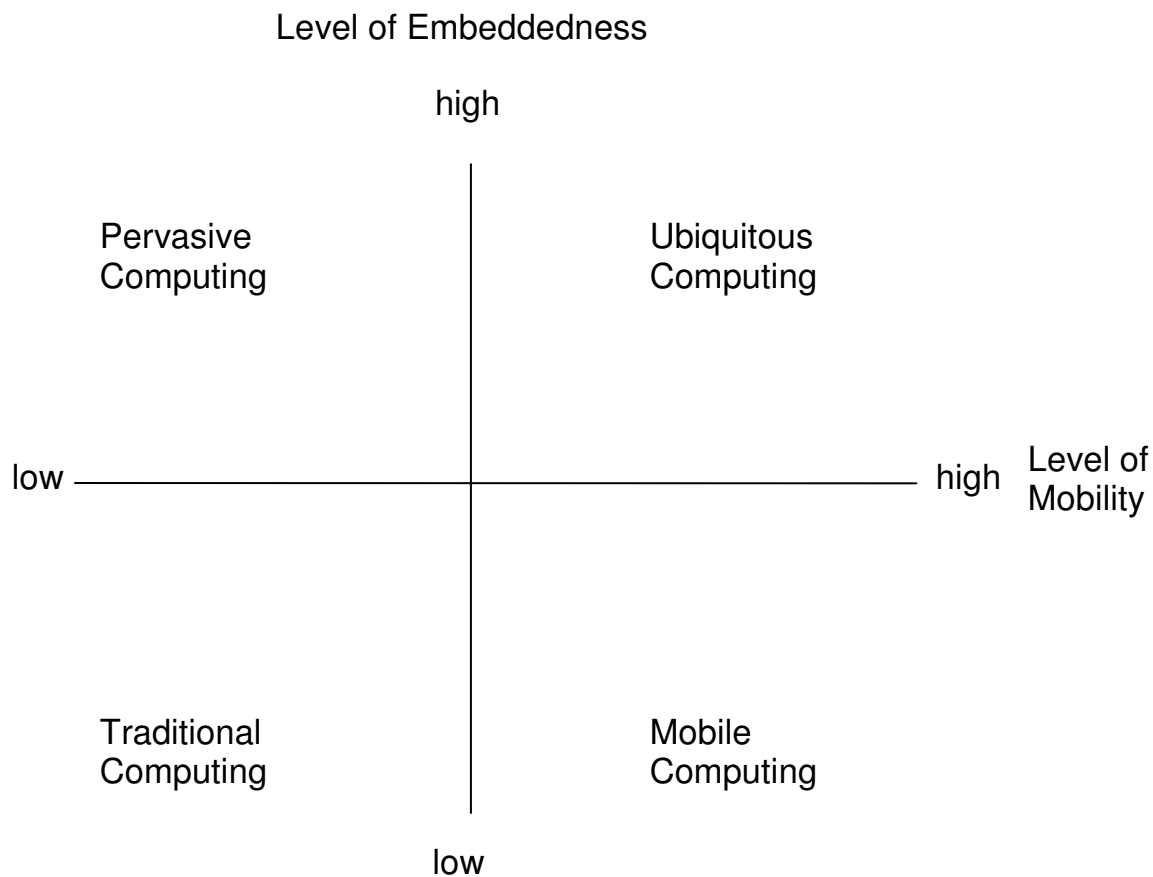 Level of Embeddedness
high
Pervasive
Computing
Ubiquitous
Computing
low
high
Level of
Mobility
Traditional
Computing
Mobile
Computing
low